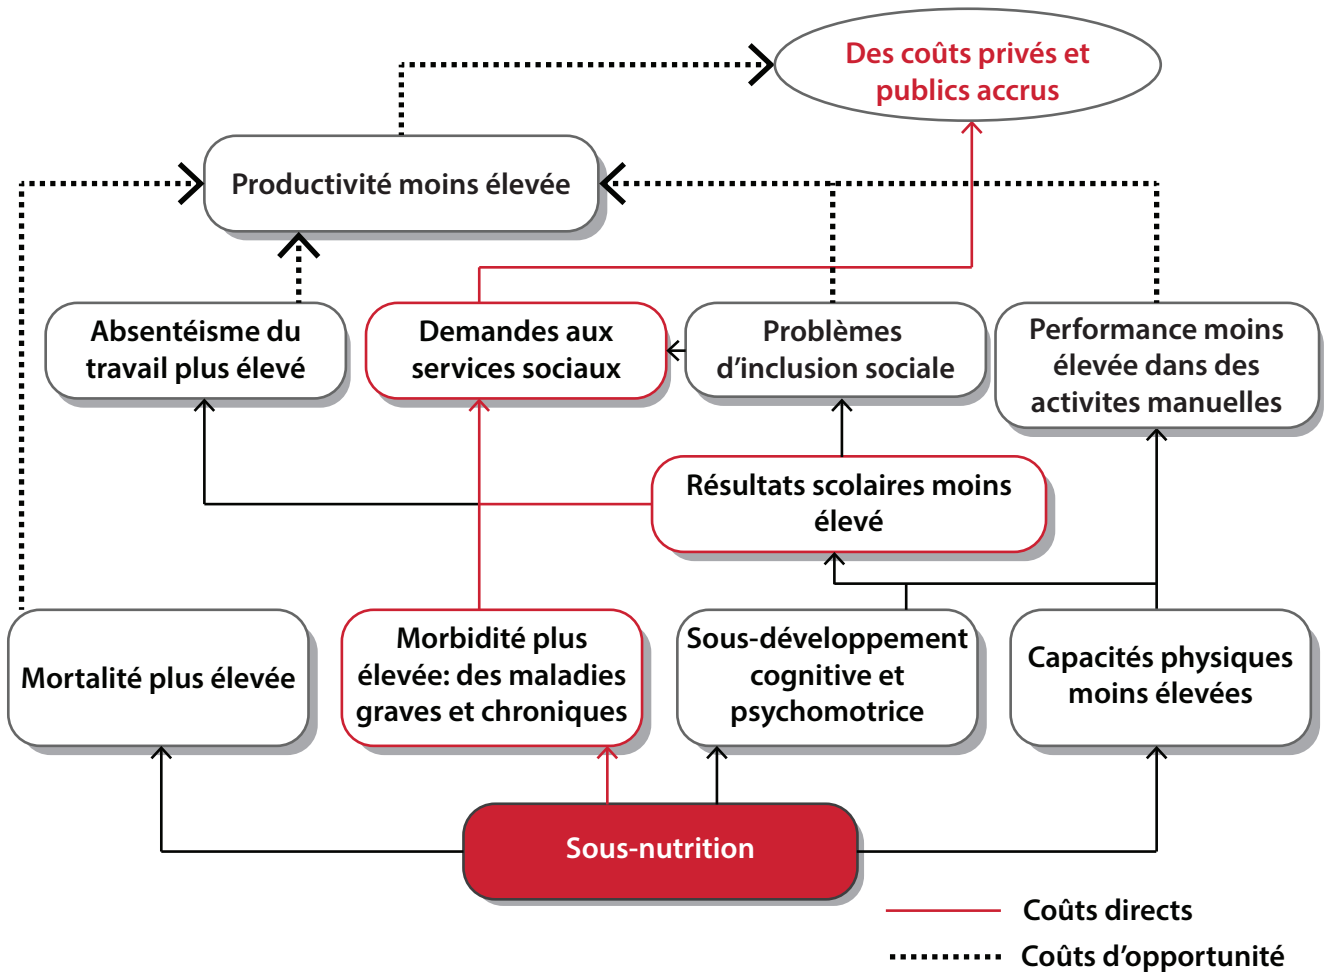 Des coûts privés et
publics accrus
Productivité moins élevée
Absentéisme du
travail plus élevé
Demandes aux
services sociaux
Problèmes
d’inclusion sociale
Performance moins
élevée dans des
activites manuelles
Résultats scolaires moins
élevé
Mortalité plus élevée
Morbidité plus
élevée: des maladies
graves et chroniques
Sous-développement
cognitive et
psychomotrice
Capacités physiques
moins élevées
Sous-nutrition
Coûts directs
Coûts d’opportunité